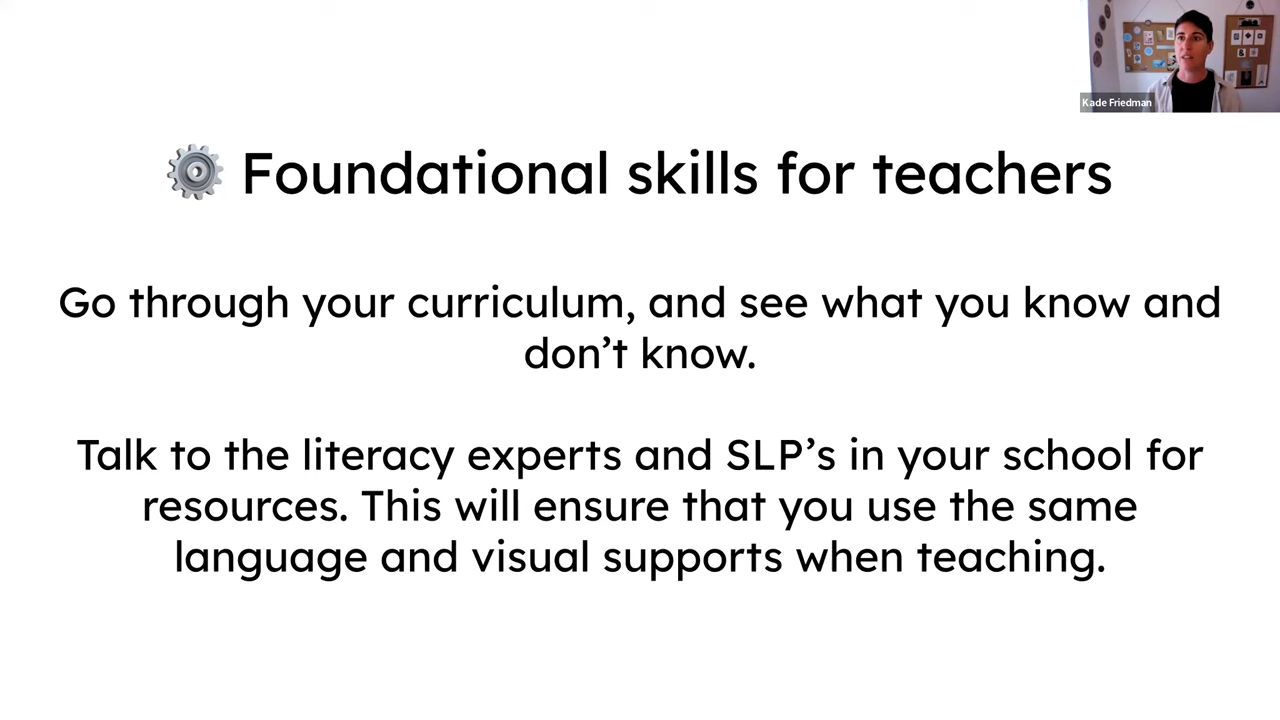 Kade Friedman
Foundational skills for teachers
Go through your curriculum, and see what you know and
don’t know.
Talk to the literacy experts and SLP’s in your school for
resources. This will ensure that you use the same
language and visual supports when teaching.